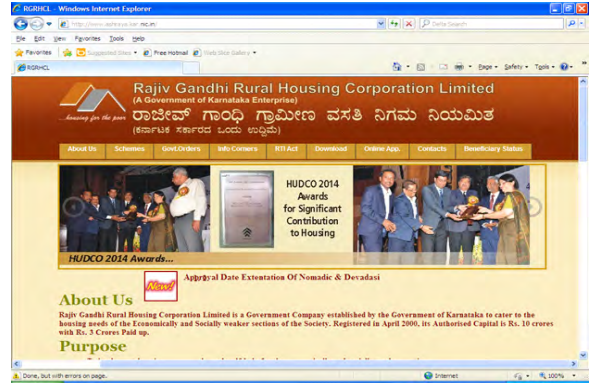 RGRHCL - Windows Internet Explorer
File Edit View Favorites Tools Help
Favorites Suggested Sites Free Hotmail Web Slice Gallery
RGRHCL
Page Safety Tools
Rajiv Gandhi Rural Housing Corporation Limited
(A Government of Karnataka Enterprise)
...housing for the poor
ರಾಜೀವ್ ಗಾಂಧಿ ಗ್ರಾಮೀಣ ವಸತಿ ನಿಗಮ ನಿಯಮಿತ
(ಕರ್ನಾಟಕ ಸರ್ಕಾರದ ಒಂದು ಉದ್ದಿಮೆ)
About Us Schemes Govt.Orders Info Corners RTI Act Download Online App. Contacts Beneficiary Status
HUDCO 2014
Awards
for Significant
Contribution
to Housing
HUDCO 2014 Awards...
New!
Date Extentation Of Nomadic & Devadasi
About Us
Rajiv Gandhi Rural Housing Corporation Limited is a Government Company established by the Government of Karnataka to cater to the
housing needs of the Economically and Socially weaker sections of the Society. Registered in April 2000, its Authorised Capital is Rs. 10 crores
with Rs. 3 Crores Paid up.
Purpose
Done, but with errors on page.
Internet
100%